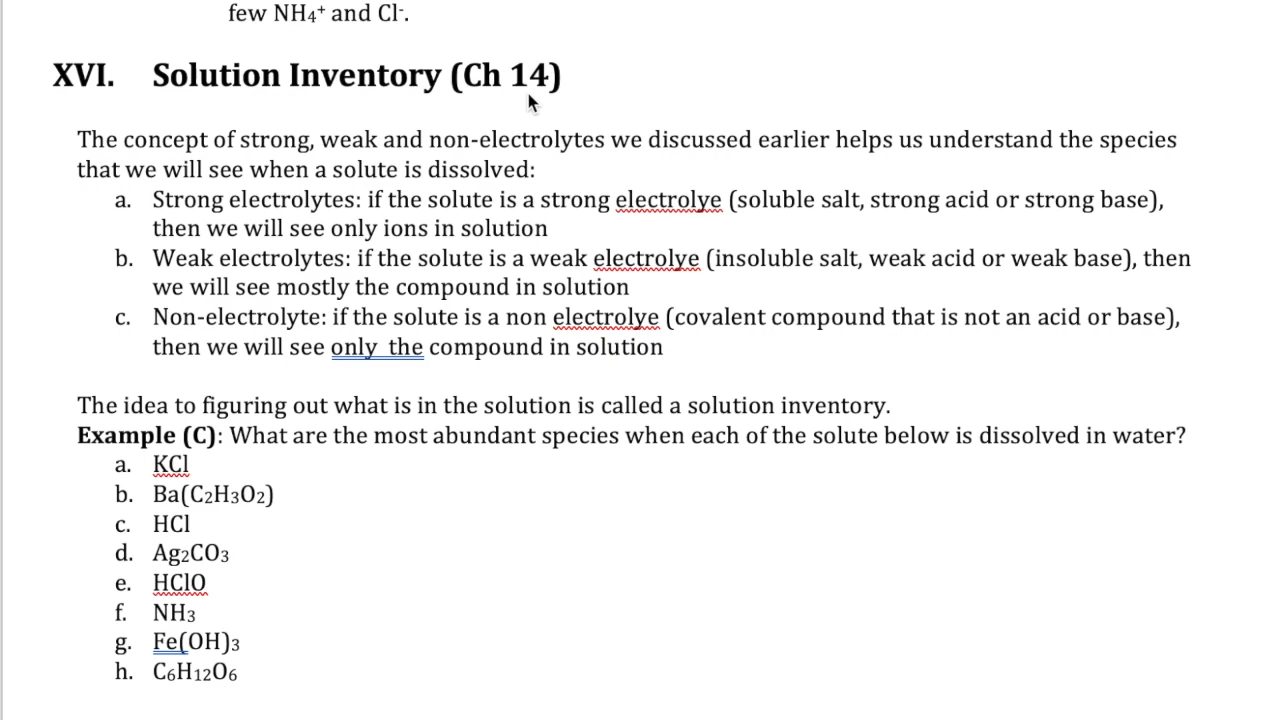 few NH4+ and Cl-.
XVI. Solution Inventory (Ch 14)
The concept of strong, weak and non-electrolytes we discussed earlier helps us understand the species
that we will see when a solute is dissolved:
a. Strong electrolytes: if the solute is a strong electrolye (soluble salt, strong acid or strong base),
then we will see only ions in solution
b. Weak electrolytes: if the solute is a weak electrolye (insoluble salt, weak acid or weak base), then
we will see mostly the compound in solution
c. Non-electrolyte: if the solute is a non electrolye (covalent compound that is not an acid or base),
then we will see only  the compound in solution
The idea to figuring out what is in the solution is called a solution inventory.
Example (C): What are the most abundant species when each of the solute below is dissolved in water?
a. KCl
b. Ba(C2H3O2)
c. HCl
d. Ag2CO3
e. HClO
f. NH3
g. Fe(OH)3
h. C6H12O6